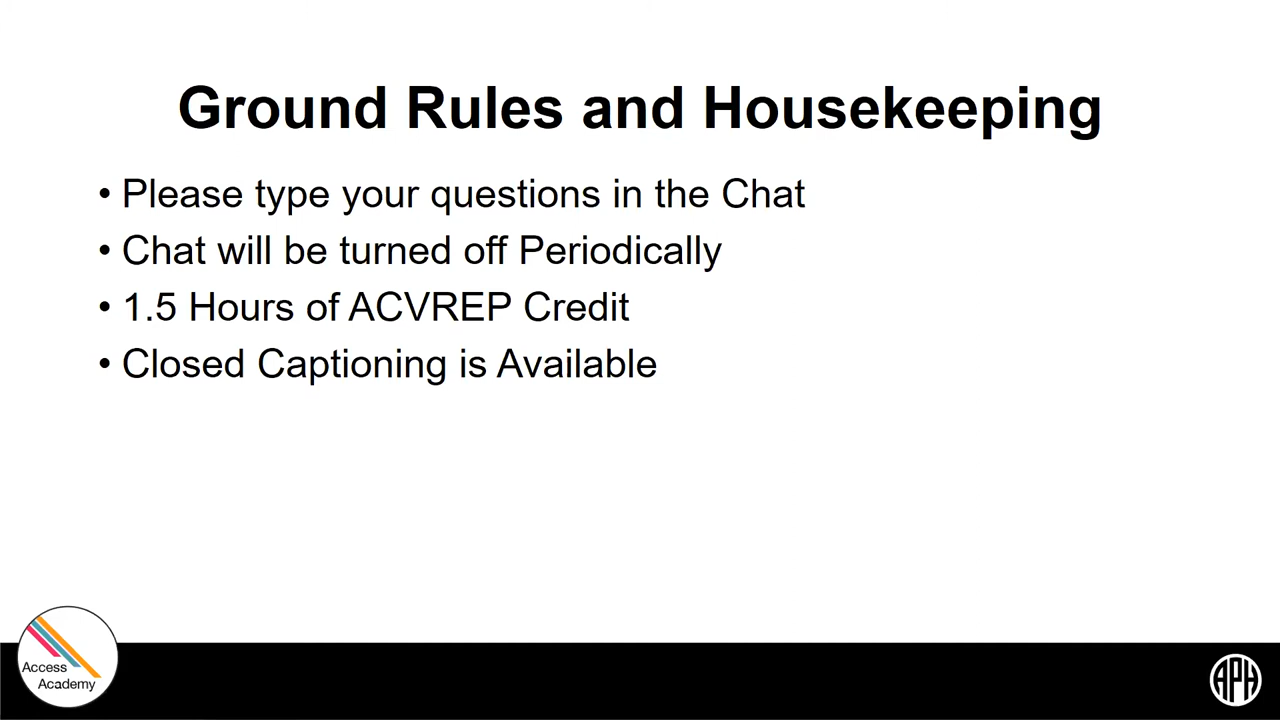 Ground Rules and Housekeeping
• Please type your questions in the Chat
• Chat will be turned off Periodically
• 1.5 Hours of ACVREP Credit
• Closed Captioning is Available
Access
Academy
APH